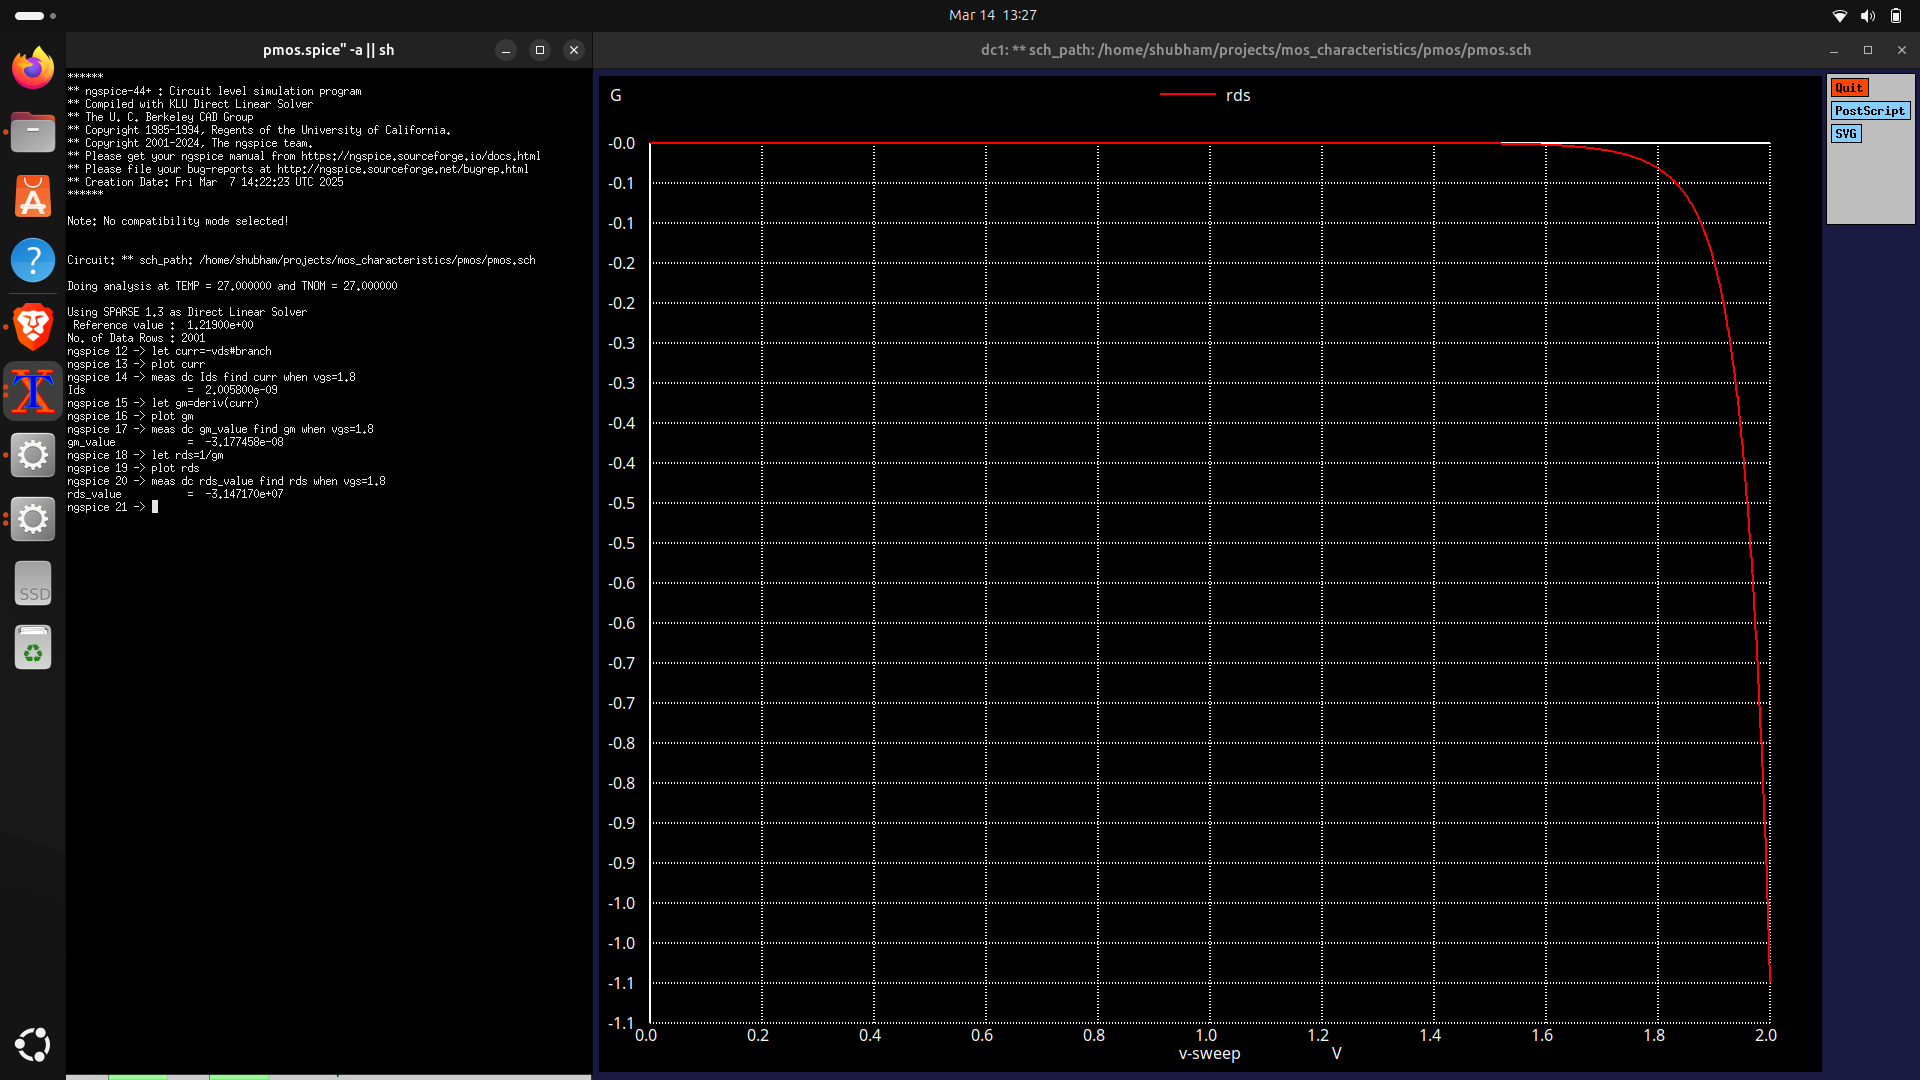 Mar 14 13:27
pmos.spice" -a || sh
******
** ngspice-44+ : Circuit level simulation program
** Compiled with KLU Direct Linear Solver
** The U. C. Berkeley CAD Group
** Copyright 1985-1994, Regents of the University of California.
** Copyright 2001-2024, The ngspice team.
** Please get your ngspice manual from https://ngspice.sourceforge.io/docs.html
** Please file your bug-reports at http://ngspice.sourceforge.net/bugrep.html
** Creation Date: Fri Mar  7 14:22:23 UTC 2025
******
Note: No compatibility mode selected!
Circuit: ** sch_path: /home/shubham/projects/mos_characteristics/pmos/pmos.sch
Doing analysis at TEMP = 27.000000 and TNOM = 27.000000
Using SPARSE 1.3 as Direct Linear Solver
Reference value :  1.21900e+00
No. of Data Rows : 2001
ngspice 12 -> let curr=-vds#branch
ngspice 13 -> plot curr
ngspice 14 -> meas dc Ids find curr when vgs=1.8
Ids                 =  2.005800e-09
ngspice 15 -> let gm=deriv(curr)
ngspice 16 -> plot gm
ngspice 17 -> meas dc gm_value find gm when vgs=1.8
gm_value            =  -3.177458e-08
ngspice 18 -> let rds=1/gm
ngspice 19 -> plot rds
ngspice 20 -> meas dc rds_value find rds when vgs=1.8
rds_value           =  -3.147170e+07
ngspice 21 ->
SSD
dc1: ** sch_path: /home/shubham/projects/mos_characteristics/pmos/pmos.sch
G
rds
-0.0
-0.1
-0.1
-0.2
-0.2
-0.3
-0.3
-0.4
-0.4
-0.5
-0.5
-0.6
-0.6
-0.7
-0.7
-0.8
-0.8
-0.9
-0.9
-1.0
-1.0
-1.1
-1.1
0.0 0.2 0.4 0.6 0.8 1.0 1.2 1.4 1.6 1.8 2.0
v-sweep V
Quit
PostScript
SVG